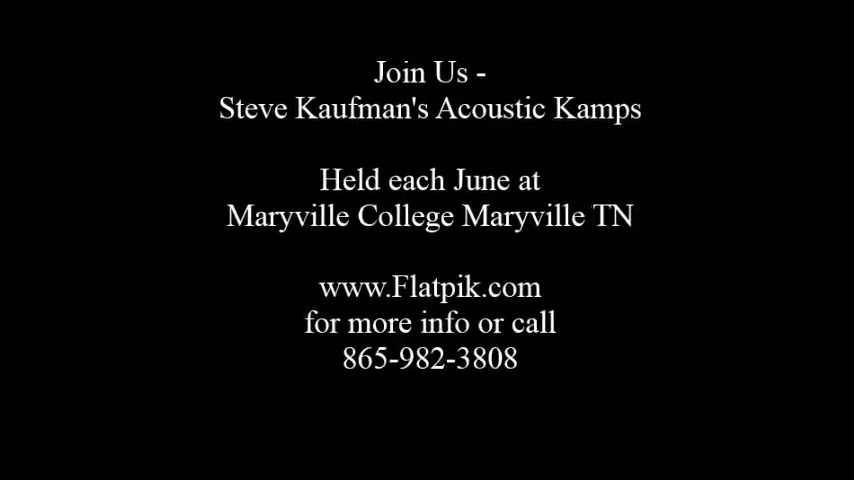 Join Us -
Steve Kaufman's Acoustic Kamps
Held each June at
Maryville College Maryville TN
www.Flatpik.com
for more info or call
865-982-3808